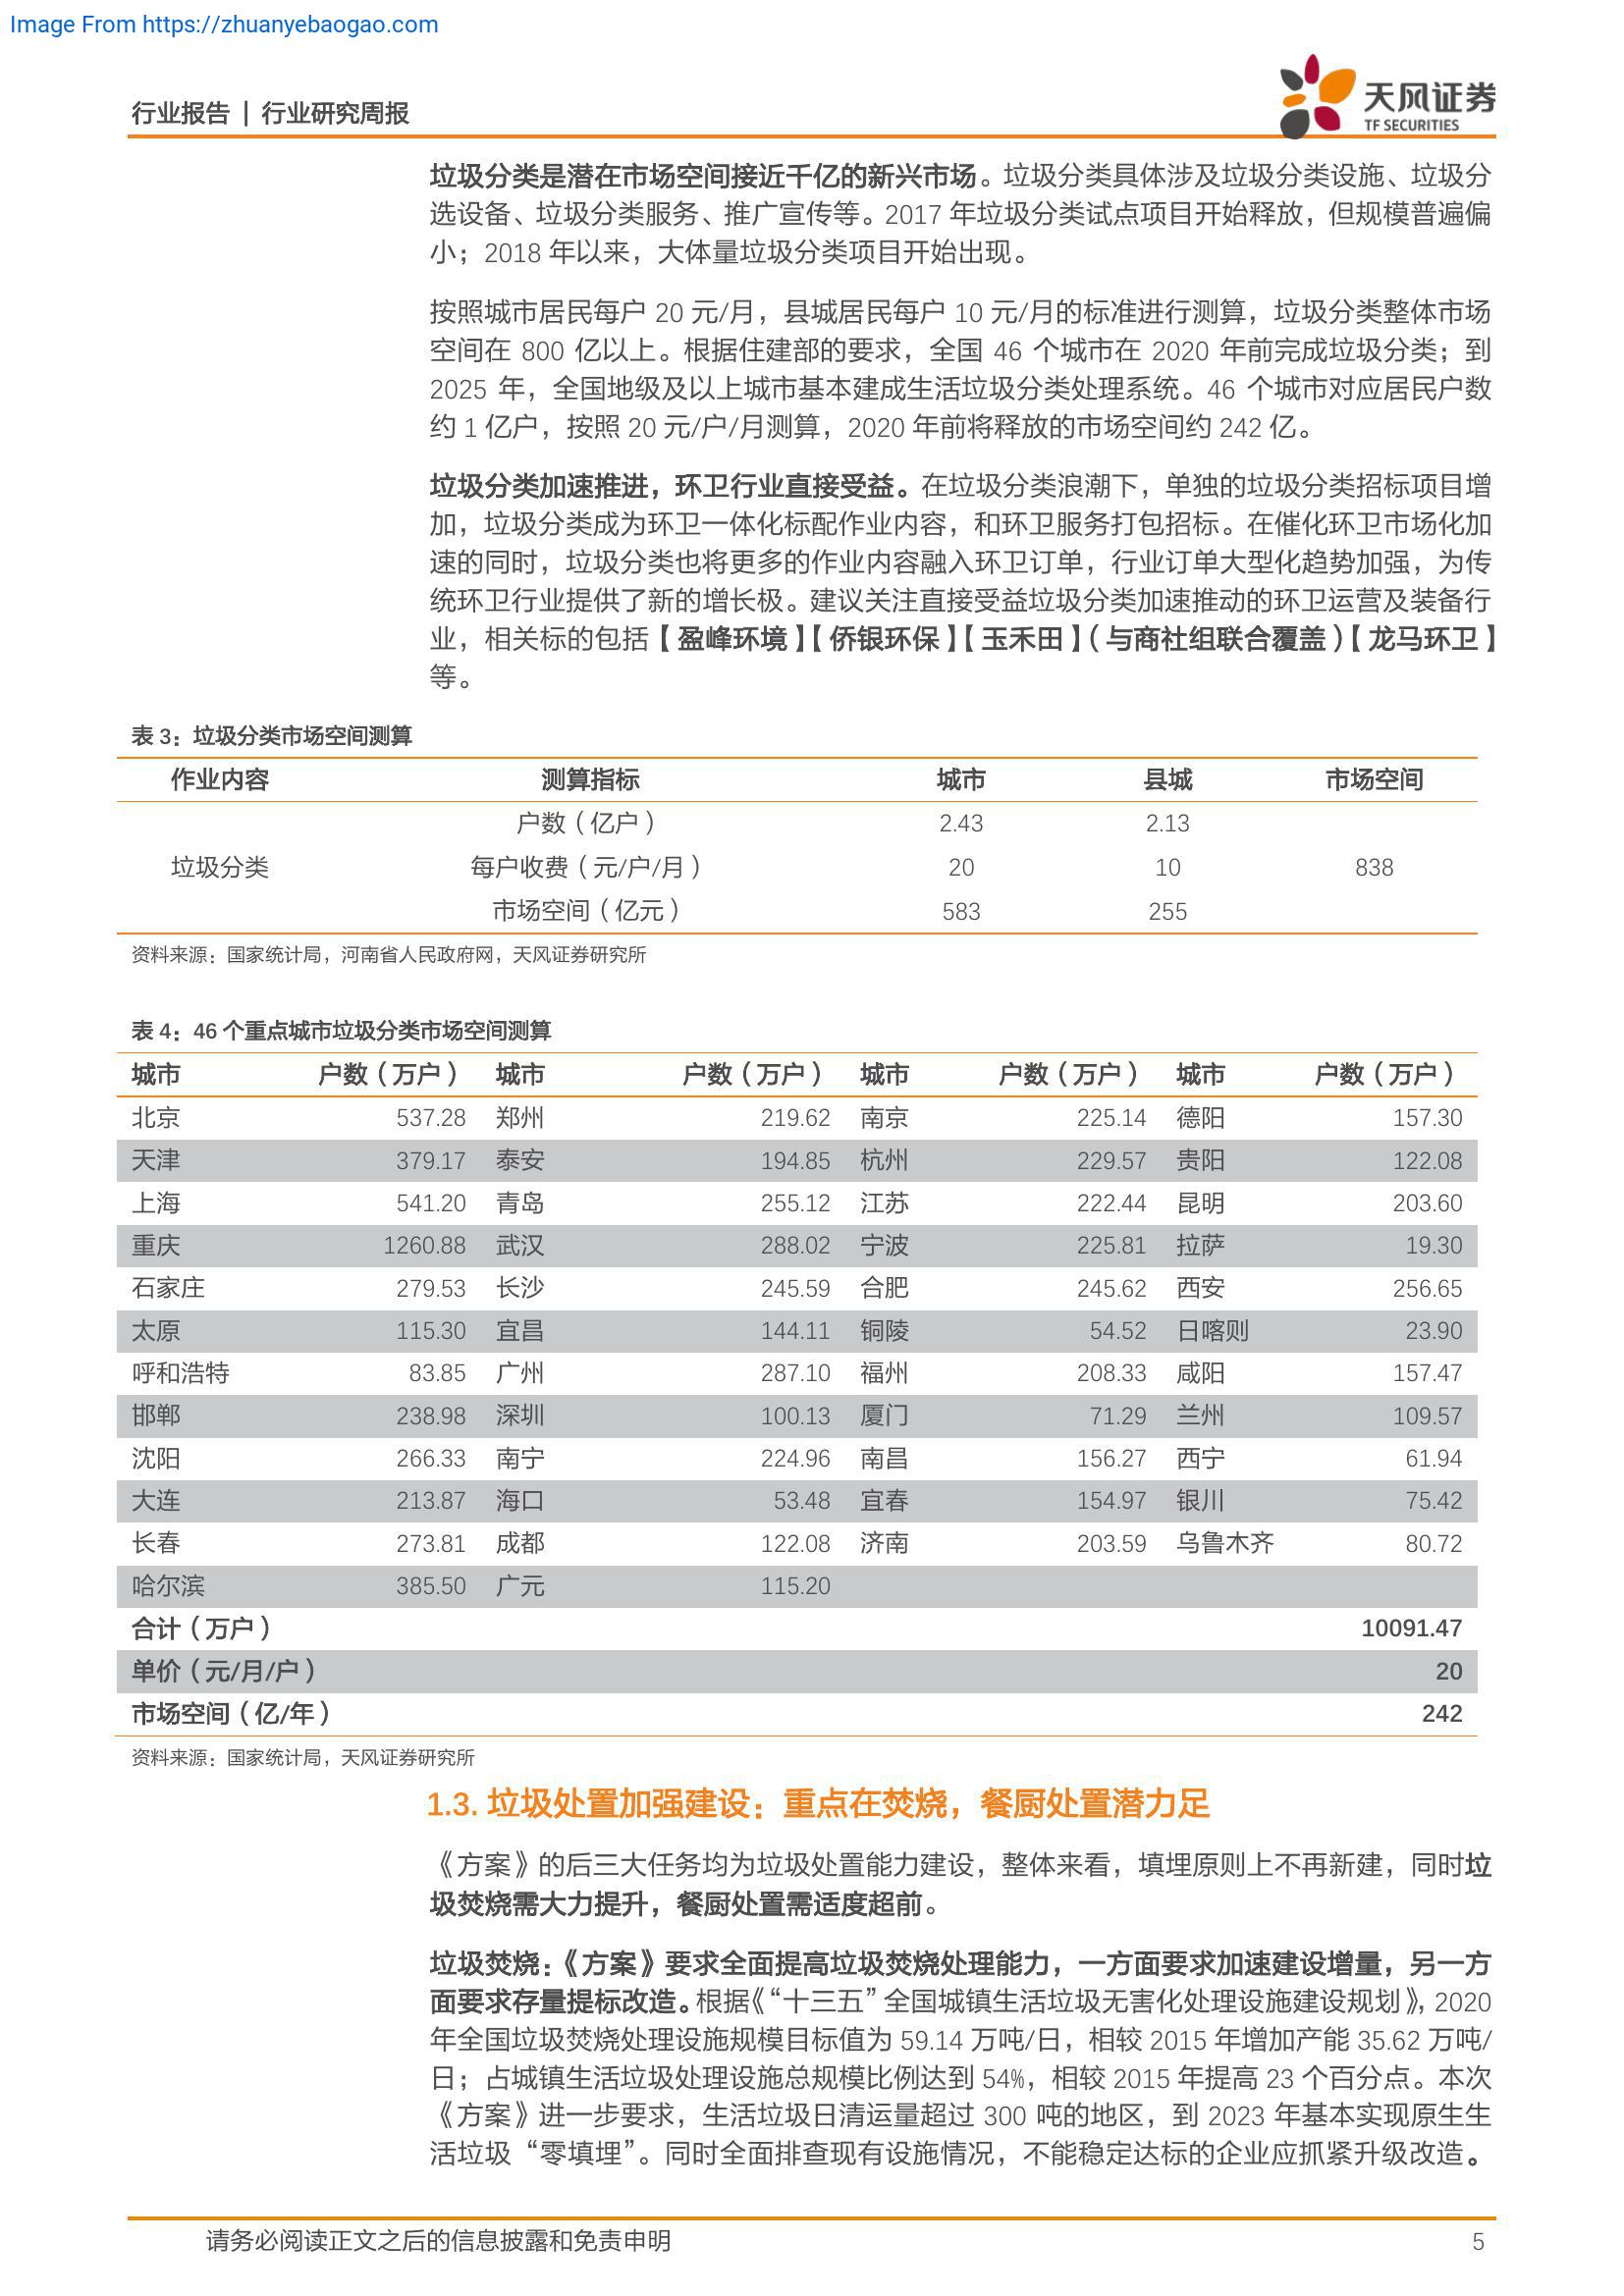 Image From https://zhuanyebaogao.com
行业报告 | 行业研究周报
天风证券
TF SECURITIES
垃圾分类是潜在市场空间接近千亿的新兴市场。垃圾分类具体涉及垃圾分类设施、垃圾分
选设备、垃圾分类服务、推广宣传等。2017 年垃圾分类试点项目开始释放，但规模普遍偏
小；2018 年以来，大体量垃圾分类项目开始出现。
按照城市居民每户 20 元/月，县城居民每户 10 元/月的标准进行测算，垃圾分类整体市场
空间在 800 亿以上。根据住建部的要求，全国 46 个城市在 2020 年前完成垃圾分类；到
2025 年，全国地级及以上城市基本建成生活垃圾分类处理系统。46 个城市对应居民户数
约 1 亿户，按照 20 元/户/月测算，2020 年前将释放的市场空间约 242 亿。
垃圾分类加速推进，环卫行业直接受益。在垃圾分类浪潮下，单独的垃圾分类招标项目增
加，垃圾分类成为环卫一体化标配作业内容，和环卫服务打包招标。在催化环卫市场化加
速的同时，垃圾分类也将更多的作业内容融入环卫订单，行业订单大型化趋势加强，为传
统环卫行业提供了新的增长极。建议关注直接受益垃圾分类加速推动的环卫运营及装备行
业，相关标的包括【盈峰环境】【侨银环保】【玉禾田】（与商社组联合覆盖）【龙马环卫】
等。
表 3：垃圾分类市场空间测算
作业内容 测算指标 城市 县城 市场空间
户数（亿户） 2.43 2.13
垃圾分类 每户收费（元/户/月） 20 10 838
市场空间（亿元） 583 255
资料来源：国家统计局，河南省人民政府网，天风证券研究所
表 4：46 个重点城市垃圾分类市场空间测算
城市 户数（万户） 城市 户数（万户） 城市 户数（万户） 城市 户数（万户）
北京 537.28 郑州 219.62 南京 225.14 德阳 157.30
天津 379.17 泰安 194.85 杭州 229.57 贵阳 122.08
上海 541.20 青岛 255.12 江苏 222.44 昆明 203.60
重庆 1260.88 武汉 288.02 宁波 225.81 拉萨 19.30
石家庄 279.53 长沙 245.59 合肥 245.62 西安 256.65
太原 115.30 宜昌 144.11 铜陵 54.52 日喀则 23.90
呼和浩特 83.85 广州 287.10 福州 208.33 咸阳 157.47
邯郸 238.98 深圳 100.13 厦门 71.29 兰州 109.57
沈阳 266.33 南宁 224.96 南昌 156.27 西宁 61.94
大连 213.87 海口 53.48 宜春 154.97 银川 75.42
长春 273.81 成都 122.08 济南 203.59 乌鲁木齐 80.72
哈尔滨 385.50 广元 115.20
合计（万户） 10091.47
单价（元/月/户） 20
市场空间（亿/年） 242
资料来源：国家统计局，天风证券研究所
1.3. 垃圾处置加强建设：重点在焚烧，餐厨处置潜力足
《方案》的后三大任务均为垃圾处置能力建设，整体来看，填埋原则上不再新建，同时垃
圾焚烧需大力提升，餐厨处置需适度超前。
垃圾焚烧：《方案》要求全面提高垃圾焚烧处理能力，一方面要求加速建设增量，另一方
面要求存量提标改造。根据《“十三五”全国城镇生活垃圾无害化处理设施建设规划》，2020
年全国垃圾焚烧处理设施规模目标值为 59.14 万吨/日，相较 2015 年增加产能 35.62 万吨/
日；占城镇生活垃圾处理设施总规模比例达到 54%，相较 2015 年提高 23 个百分点。本次
《方案》进一步要求，生活垃圾日清运量超过 300 吨的地区，到 2023 年基本实现原生生
活垃圾“零填埋”。同时全面排查现有设施情况，不能稳定达标的企业应抓紧升级改造。
请务必阅读正文之后的信息披露和免责申明 5